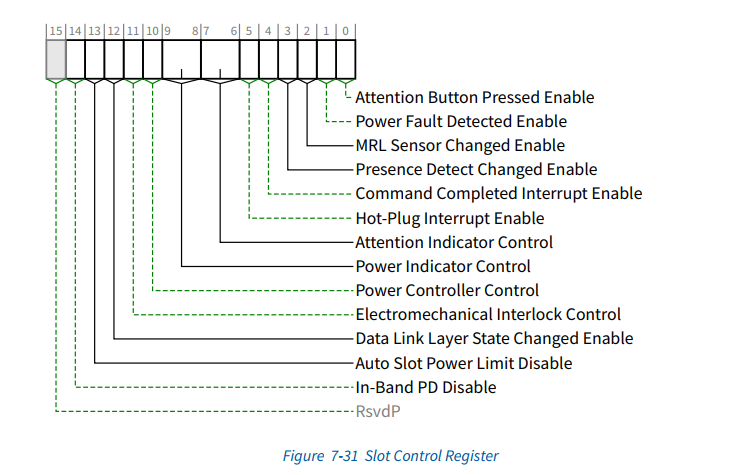 15 14 13 12 11 10 9 8 7 6 5 4 3 2 1 0
Attention Button Pressed Enable
Power Fault Detected Enable
MRL Sensor Changed Enable
Presence Detect Changed Enable
Command Completed Interrupt Enable
Hot-Plug Interrupt Enable
Attention Indicator Control
Power Indicator Control
Power Controller Control
Electromechanical Interlock Control
Data Link Layer State Changed Enable
Auto Slot Power Limit Disable
In-Band PD Disable
RsvdP
Figure 7-31 Slot Control Register